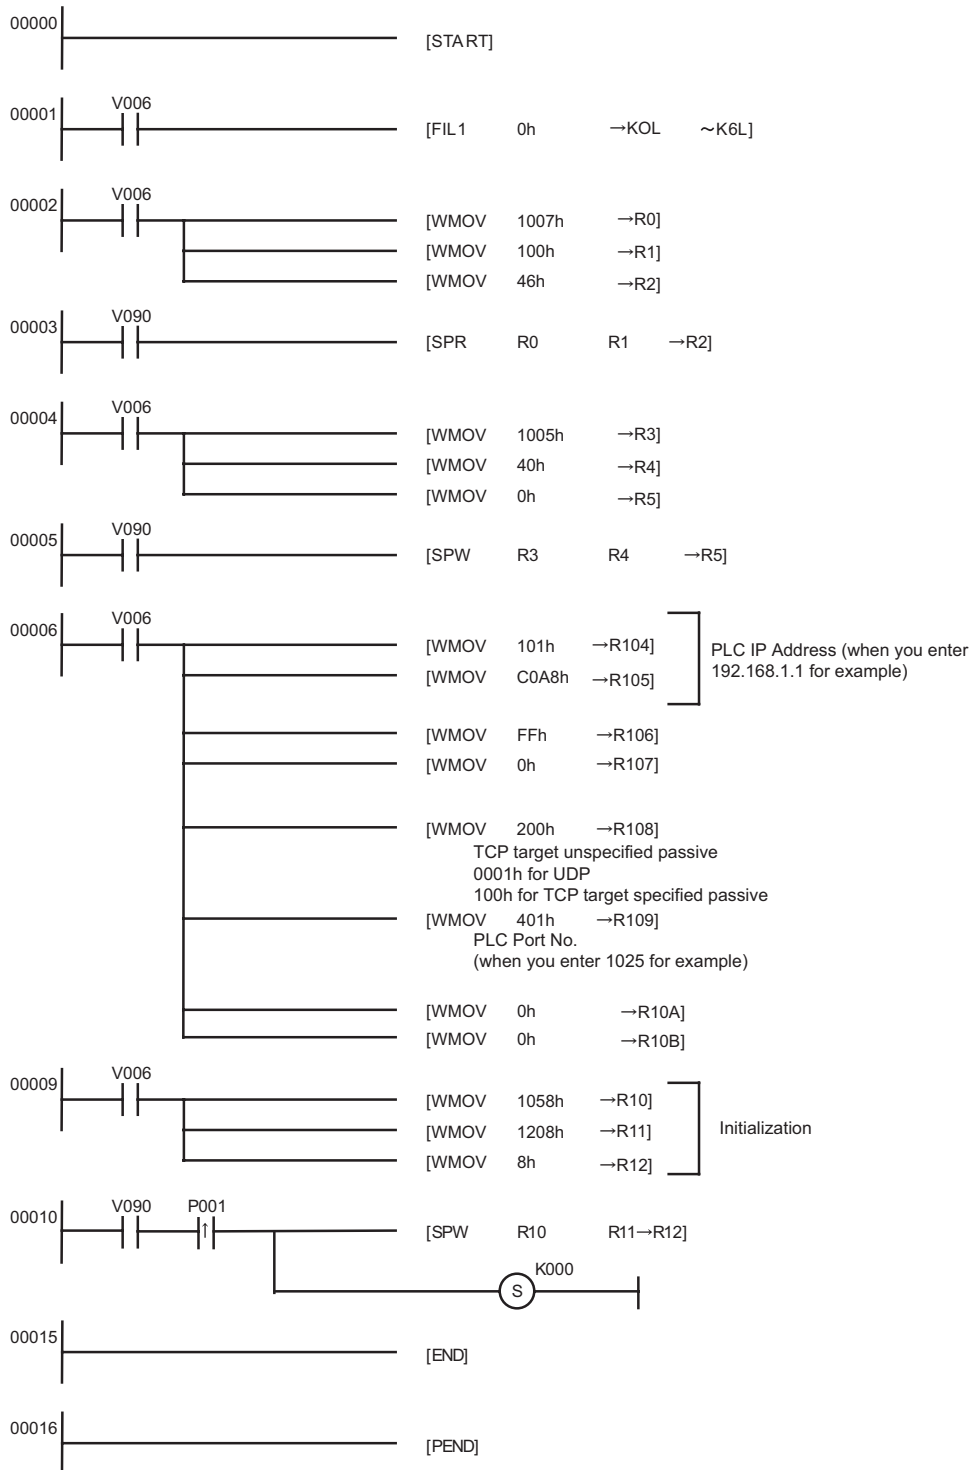 00000
[START]
00001 V006
[FIL1 0h →KOL ～K6L]
00002 V006
[WMOV 1007h →R0]
[WMOV 100h →R1]
[WMOV 46h →R2]
00003 V090
[SPR R0 R1 →R2]
00004 V006
[WMOV 1005h →R3]
[WMOV 40h →R4]
[WMOV 0h →R5]
00005 V090
[SPW R3 R4 →R5]
00006 V006
[WMOV 101h →R104]
PLC IP Address (when you enter
192.168.1.1 for example)
[WMOV C0A8h →R105]
[WMOV FFh →R106]
[WMOV 0h →R107]
[WMOV 200h →R108]
TCP target unspecified passive
0001h for UDP
100h for TCP target specified passive
[WMOV 401h →R109]
PLC Port No.
(when you enter 1025 for example)
[WMOV 0h →R10A]
[WMOV 0h →R10B]
00009 V006
[WMOV 1058h →R10]
[WMOV 1208h →R11]
Initialization
[WMOV 8h →R12]
00010 V090 P001
↑
[SPW R10 R11→R12]
K000
S
00015
[END]
00016
[PEND]